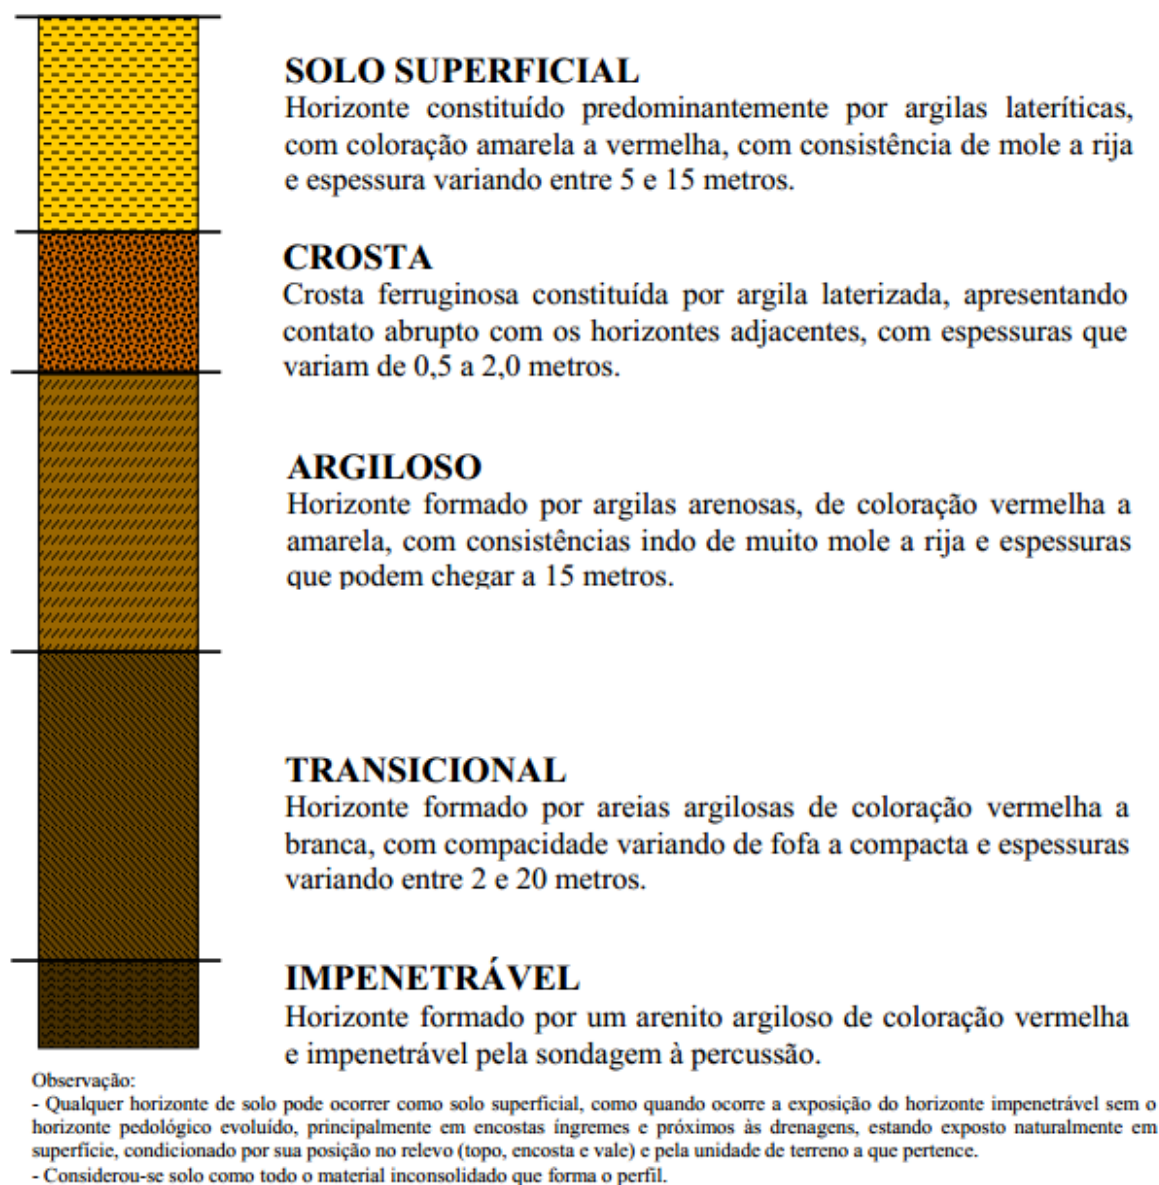 SOLO SUPERFICIAL
Horizonte constituído predominantemente por argilas lateríticas,
com coloração amarela a vermelha, com consistência de mole a rija
e espessura variando entre 5 e 15 metros.
CROSTA
Crosta ferruginosa constituída por argila laterizada, apresentando
contato abrupto com os horizontes adjacentes, com espessuras que
variam de 0,5 a 2,0 metros.
ARGILOSO
Horizonte formado por argilas arenosas, de coloração vermelha a
amarela, com consistências indo de muito mole a rija e espessuras
que podem chegar a 15 metros.
TRANSICIONAL
Horizonte formado por areias argilosas de coloração vermelha a
branca, com compacidade variando de fofa a compacta e espessuras
variando entre 2 e 20 metros.
IMPENETRÁVEL
Horizonte formado por um arenito argiloso de coloração vermelha
e impenetrável pela sondagem à percussão.
Observação:
- Qualquer horizonte de solo pode ocorrer como solo superficial, como quando ocorre a exposição do horizonte impenetrável sem o
horizonte pedológico evoluído, principalmente em encostas íngremes e próximos às drenagens, estando exposto naturalmente em
superfície, condicionado por sua posição no relevo (topo, encosta e vale) e pela unidade de terreno a que pertence.
- Considerou-se solo como todo o material inconsolidado que forma o perfil.